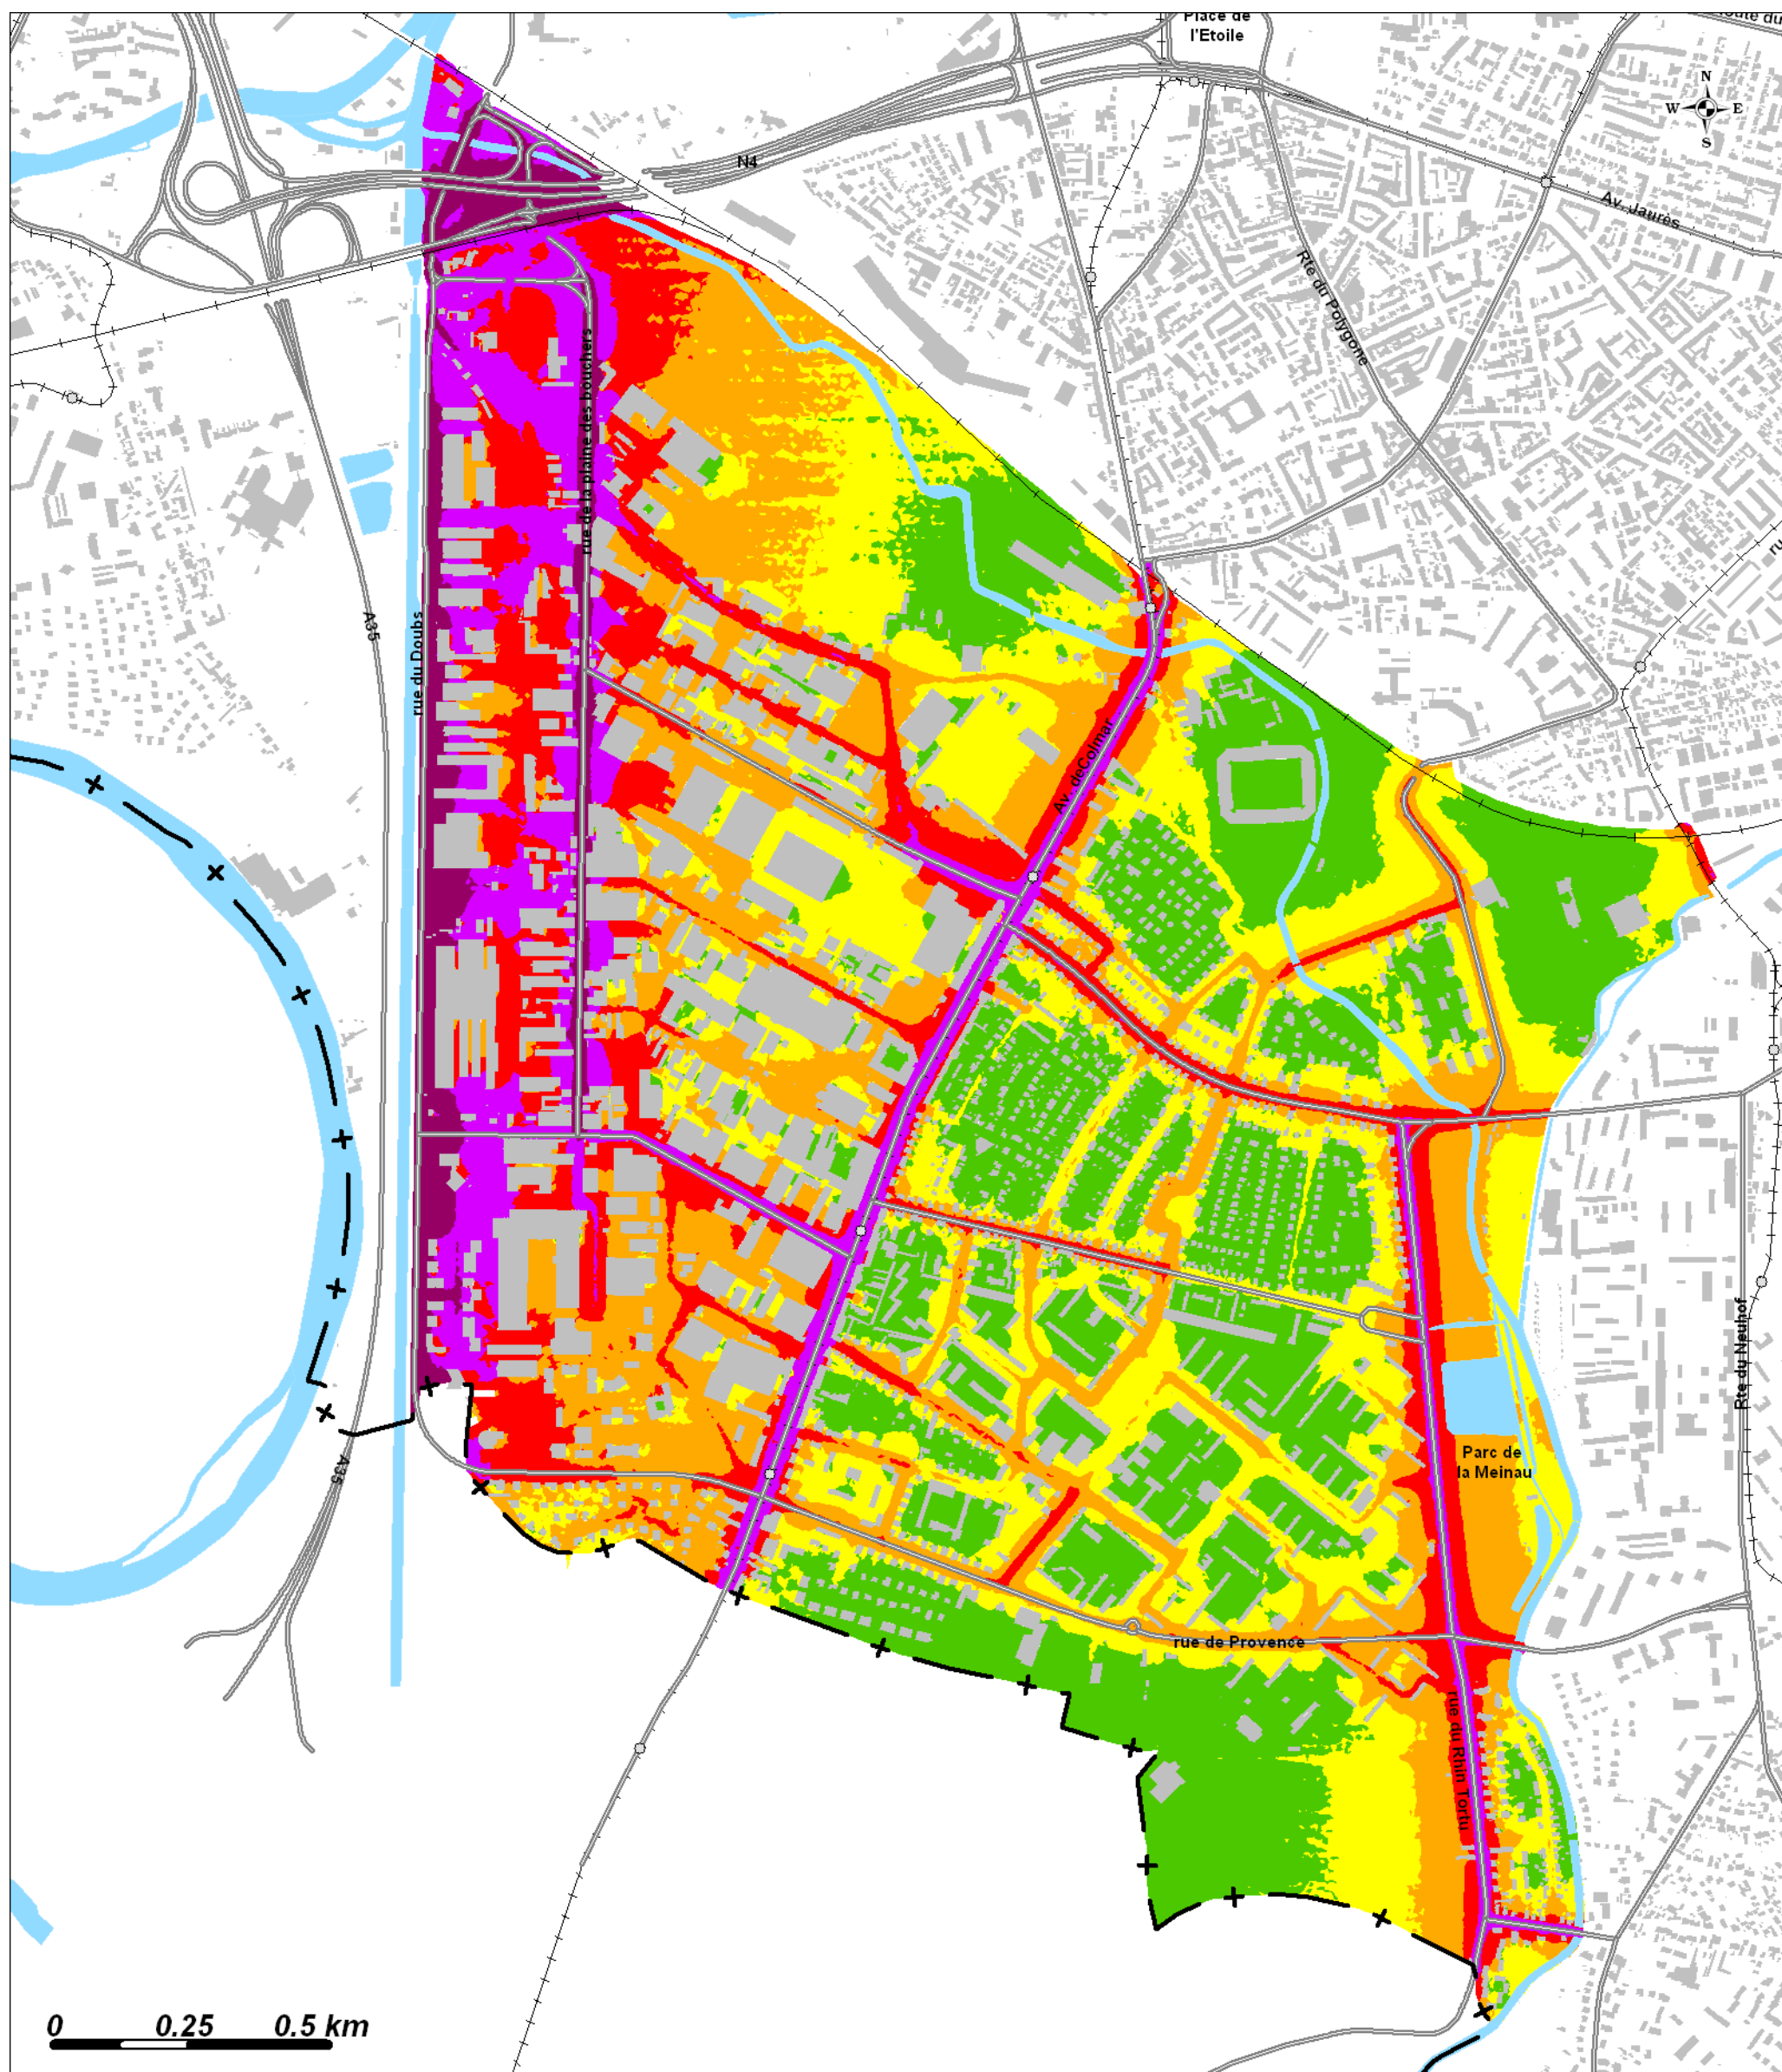 Place de
l'Etoile
N
W E
S
N4
Av. Jaurès
Rte du Polygone
rue de la plaine des bouchers
A35
rue du Doubs
Av. deColmar
Rte du Neuhof
Parc de
la Meinau
A35
rue de Provence
rue du Rhin Tortu
0 0.25 0.5 km